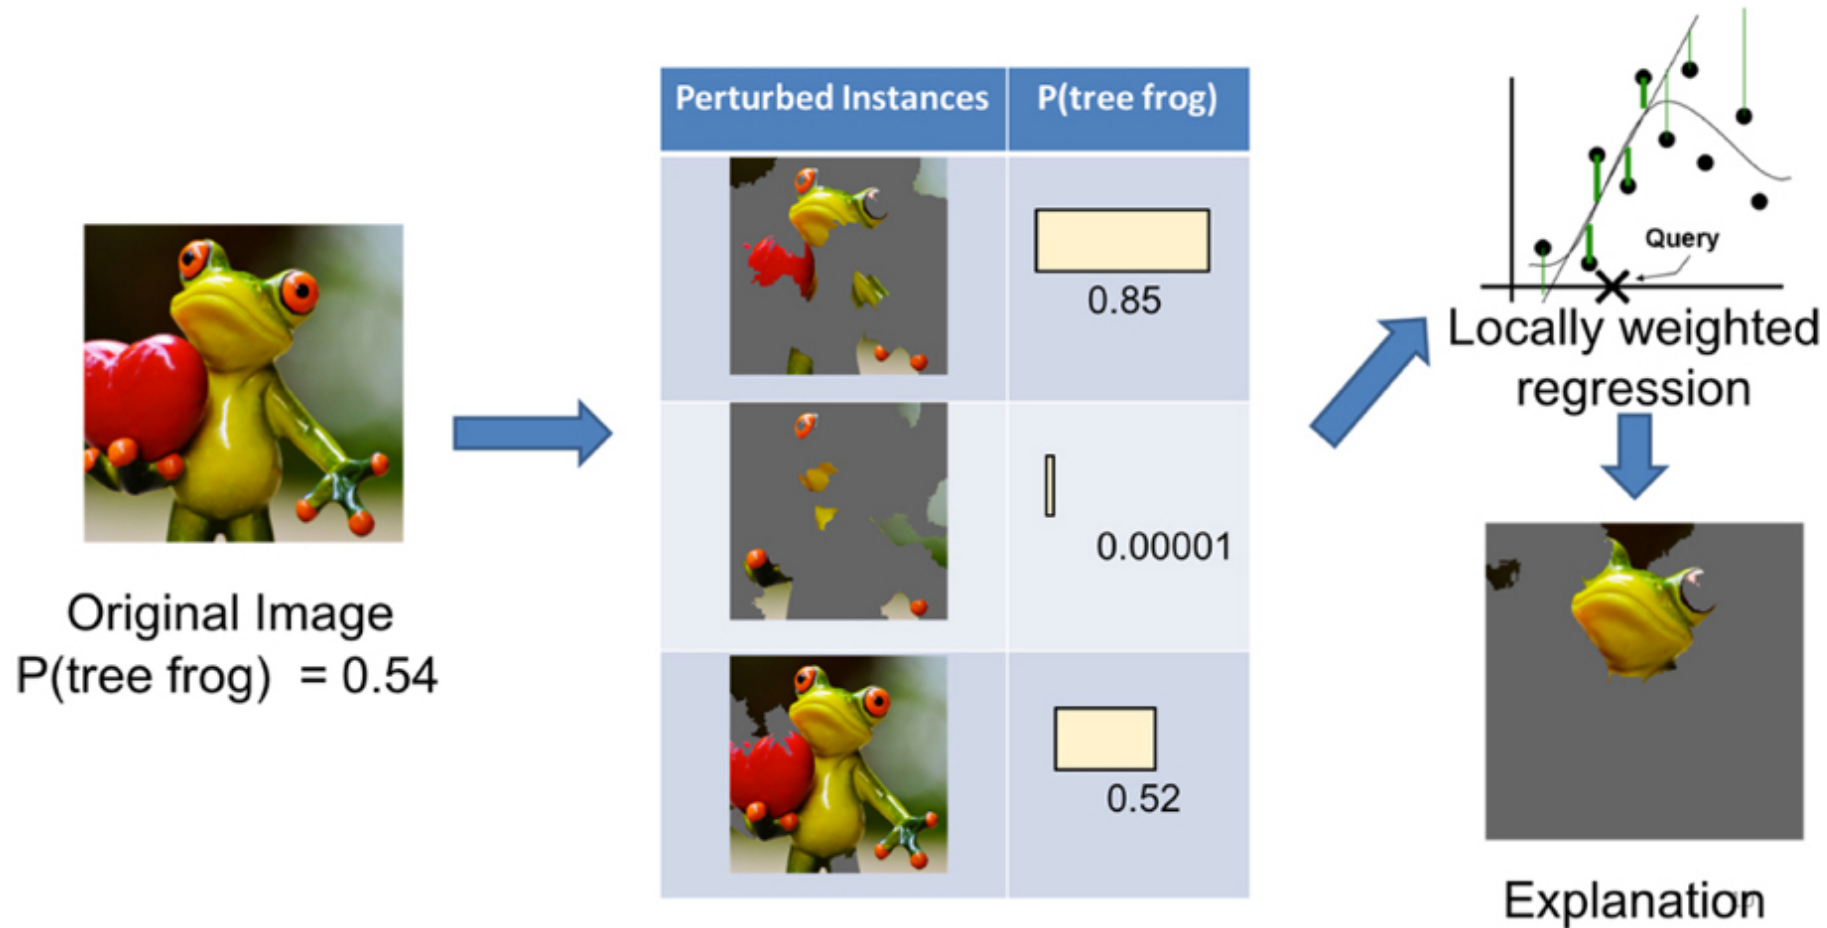 Original Image
P(tree frog) = 0.54
Perturbed Instances
P(tree frog)
0.85
0.00001
0.52
Query
Locally weighted
regression
Explanation